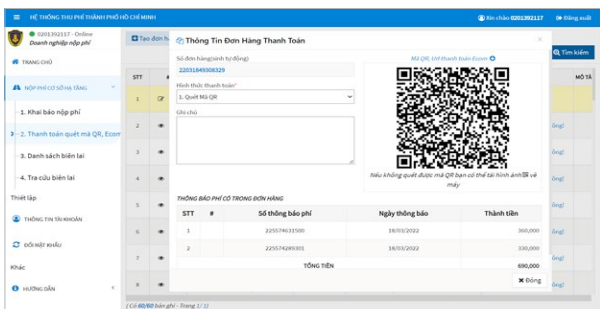 HỆ THỐNG THU PHÍ THÀNH PHỐ HỒ CHÍ MINH
Xin chào 0201392117
Đăng xuất
0201392117 - Online
Doanh nghiệp nộp phí
TRANG CHỦ
NỘP PHÍ CƠ SỞ HẠ TẦNG
1. Khai báo nộp phí
2. Thanh toán quét mã QR, Ecom
3. Danh sách biên lai
4. Tra cứu biên lai
Thiết lập
THÔNG TIN TÀI KHOẢN
ĐỔI MẬT KHẨU
Khác
HƯỚNG DẪN
Tạo đơn h
Tìm kiếm
STT
MÔ TẢ
1
2
3
4
5
6
7
8
Thông Tin Đơn Hàng Thanh Toán
Số đơn hàng(sinh tự động)
22031849308329
Hình thức thanh toán*
1. Quét Mã QR
Ghi chú
Mã QR, Url thanh toán Ecom
Nếu không quét được mã QR bạn có thể tải hình ảnh về
máy
THÔNG BÁO PHÍ CÓ TRONG ĐƠN HÀNG
STT # Số thông báo phí Ngày thông báo Thành tiền
1 225574631500 18/03/2022 360,000
2 225574289301 18/03/2022 330,000
TỔNG TIỀN 690,000
Đóng
( Có 60/60 bản ghi - Trang 1/